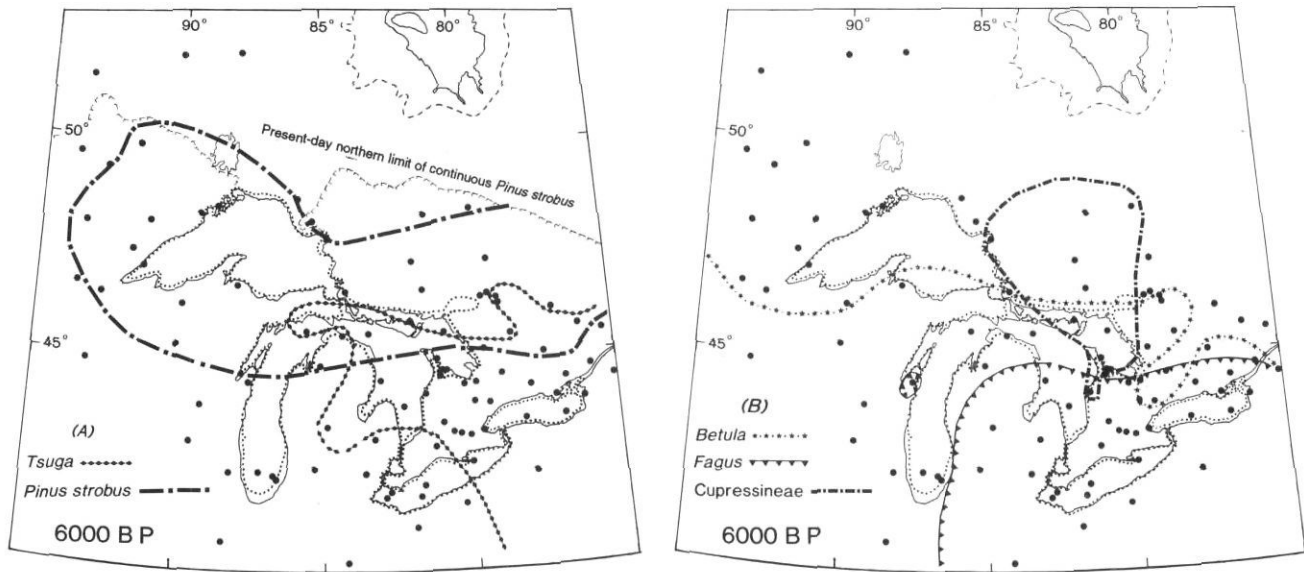 90°
85°
80°
50°
Present-day northern limit of continuous Pinus strobus
45°
(A)
Tsuga
Pinus strobus
6000 B P
90°
85°
80°
50°
45°
(B)
Betula
Fagus
Cupressineae
6000 B P